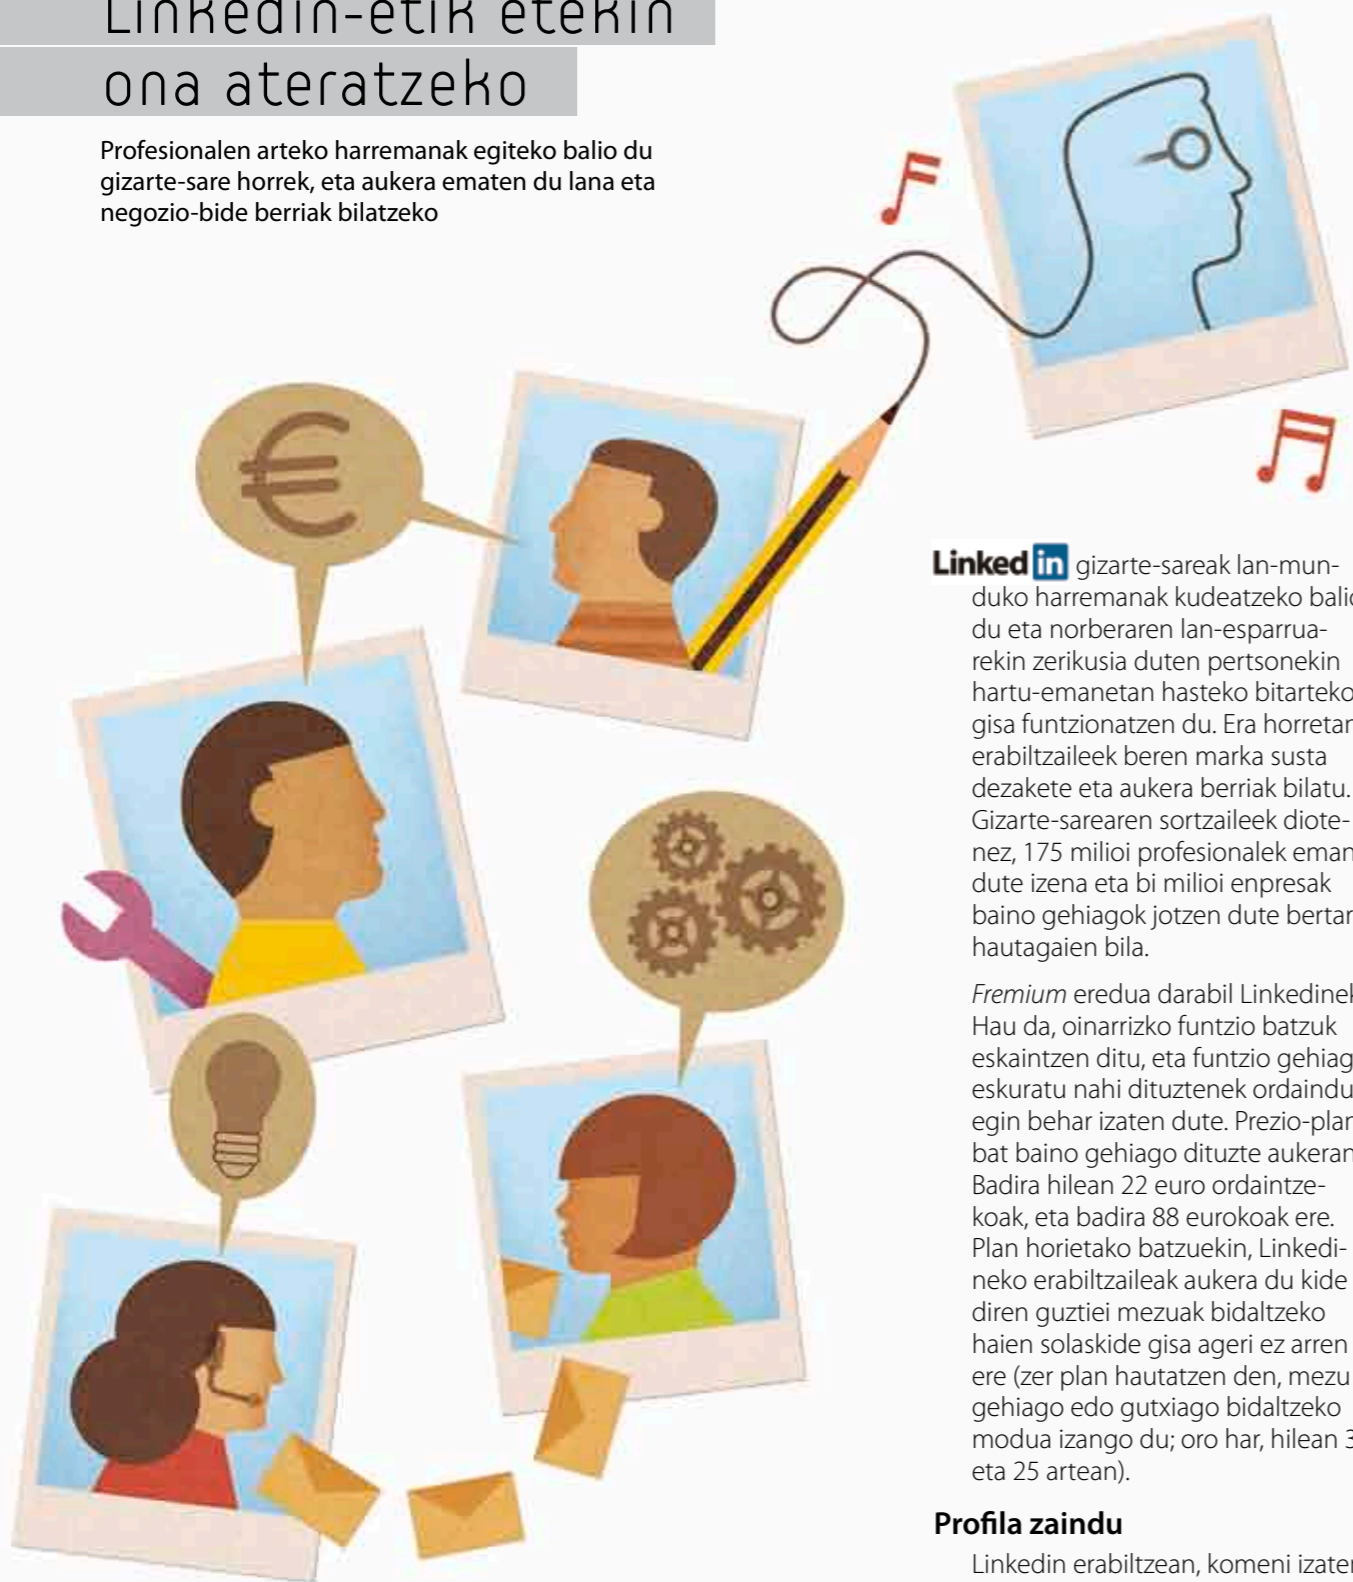 Linkedin-etik etekin
ona ateratzeko
Profesionalen arteko harremanak egiteko balio du
gizarte-sare horrek, eta aukera ematen du lana eta
negozio-bide berriak bilatzeko
€
Linked in gizarte-sareak lan-mun-
duko harremanak kudeatzeko balio
du eta norberaren lan-esparrua-
rekin zerikusia duten pertsonekin
hartu-emanetan hasteko bitarteko
gisa funtzionatzen du. Era horretan
erabiltzaileek beren marka susta
dezakete eta aukera berriak bilatu.
Gizarte-sarearen sortzaileek diote-
nez, 175 milioi profesionalek eman
dute izena eta bi milioi enpresak
baino gehiagok jotzen dute bertan
hautagaien bila.
Fremium eredua darabil Linkedinek
Hau da, oinarrizko funtzio batzuk
eskaintzen ditu, eta funtzio gehiag
eskuratu nahi dituztenek ordaindu
egin behar izaten dute. Prezio-plan
bat baino gehiago dituzte aukeran
Badira hilean 22 euro ordaintze-
koak, eta badira 88 eurokoak ere.
Plan horietako batzuekin, Linkedi-
neko erabiltzaileak aukera du kide
diren guztiei mezuak bidaltzeko
haien solaskide gisa ageri ez arren
ere (zer plan hautatzen den, mezu
gehiago edo gutxiago bidaltzeko
modua izango du; oro har, hilean 3
eta 25 artean).
Profila zaindu
Linkedin erabiltzean, komeni izaten